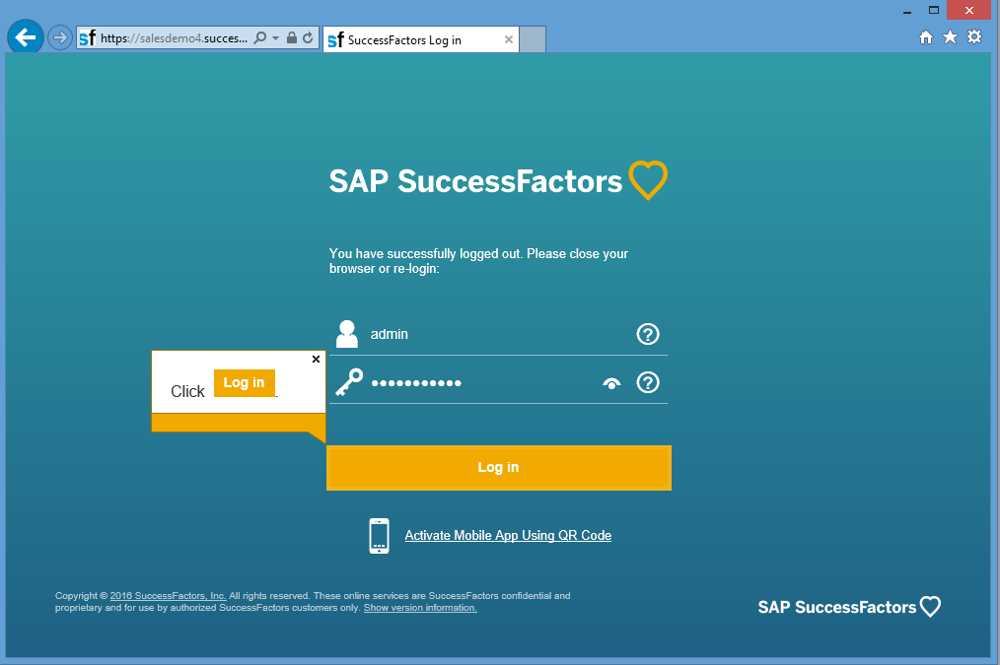 https://salesdemo4.succes...
SuccessFactors Log in
SAP SuccessFactors
You have successfully logged out. Please close your
browser or re-login:
admin
Click Log in.
Log in
Activate Mobile App Using QR Code
Copyright © 2016 SuccessFactors, Inc. All rights reserved. These online services are SuccessFactors confidential and
proprietary and for use by authorized SuccessFactors customers only. Show version information.
SAP SuccessFactors